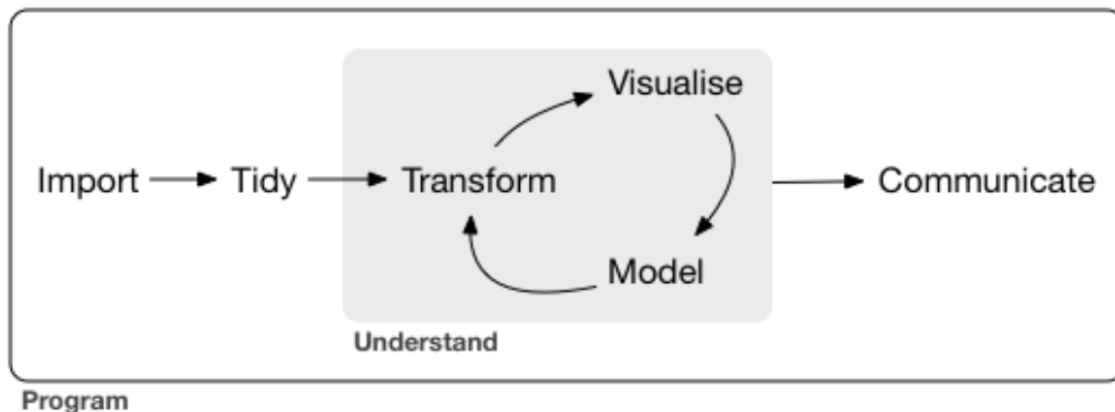 Visualise
Import
Tidy
Transform
Communicate
Model
Understand
Program